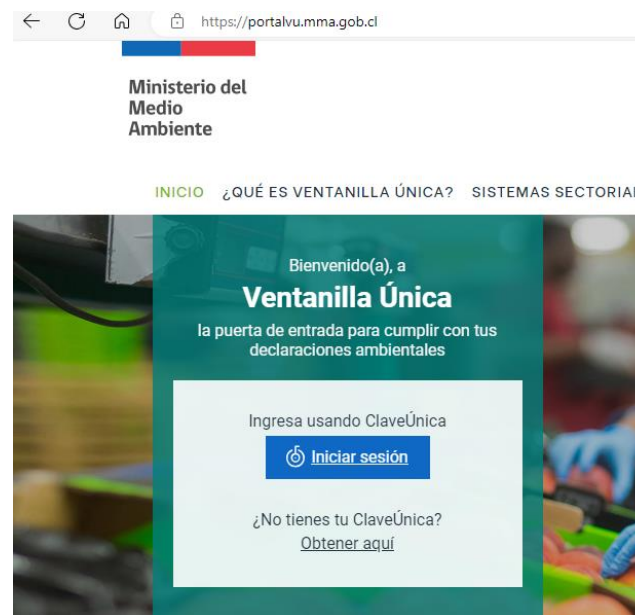 https://portalvu.mma.gob.cl
Ministerio del
Medio
Ambiente
INICIO ¿QUÉ ES VENTANILLA ÚNICA? SISTEMAS SECTORIAL
Bienvenido(a), a
Ventanilla Única
la puerta de entrada para cumplir con tus
declaraciones ambientales
Ingresa usando ClaveÚnica
Iniciar sesión
¿No tienes tu ClaveÚnica?
Obtener aquí